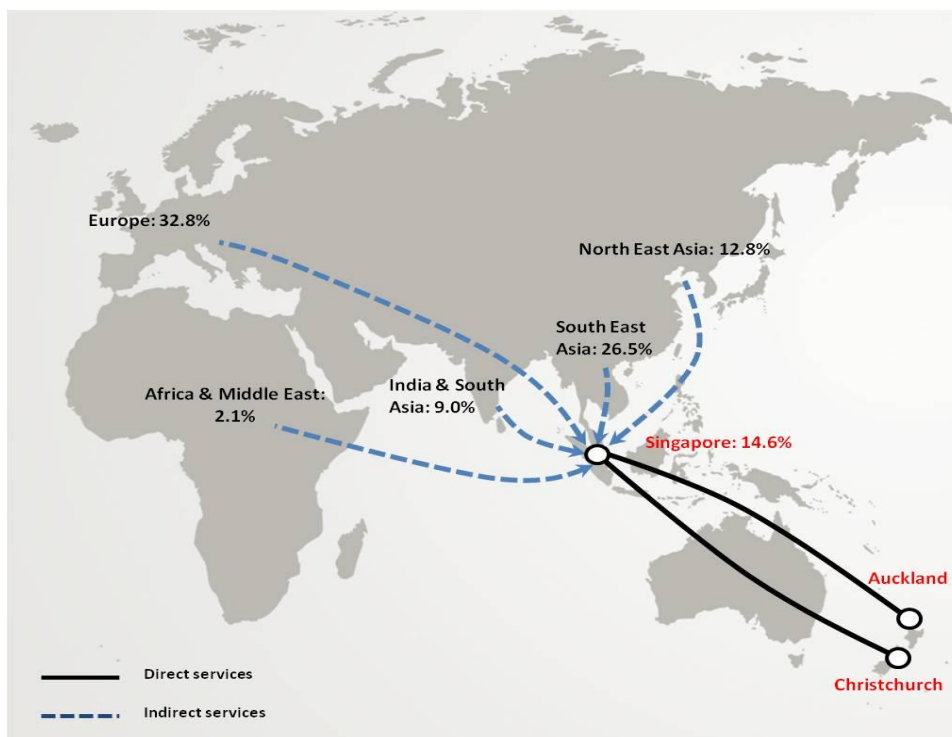 Europe: 32.8%
North East Asia: 12.8%
South East
Asia: 26.5%
India & South
Asia: 9.0%
Africa & Middle East:
2.1%
Singapore: 14.6%
Auckland
Christchurch
Direct services
Indirect services